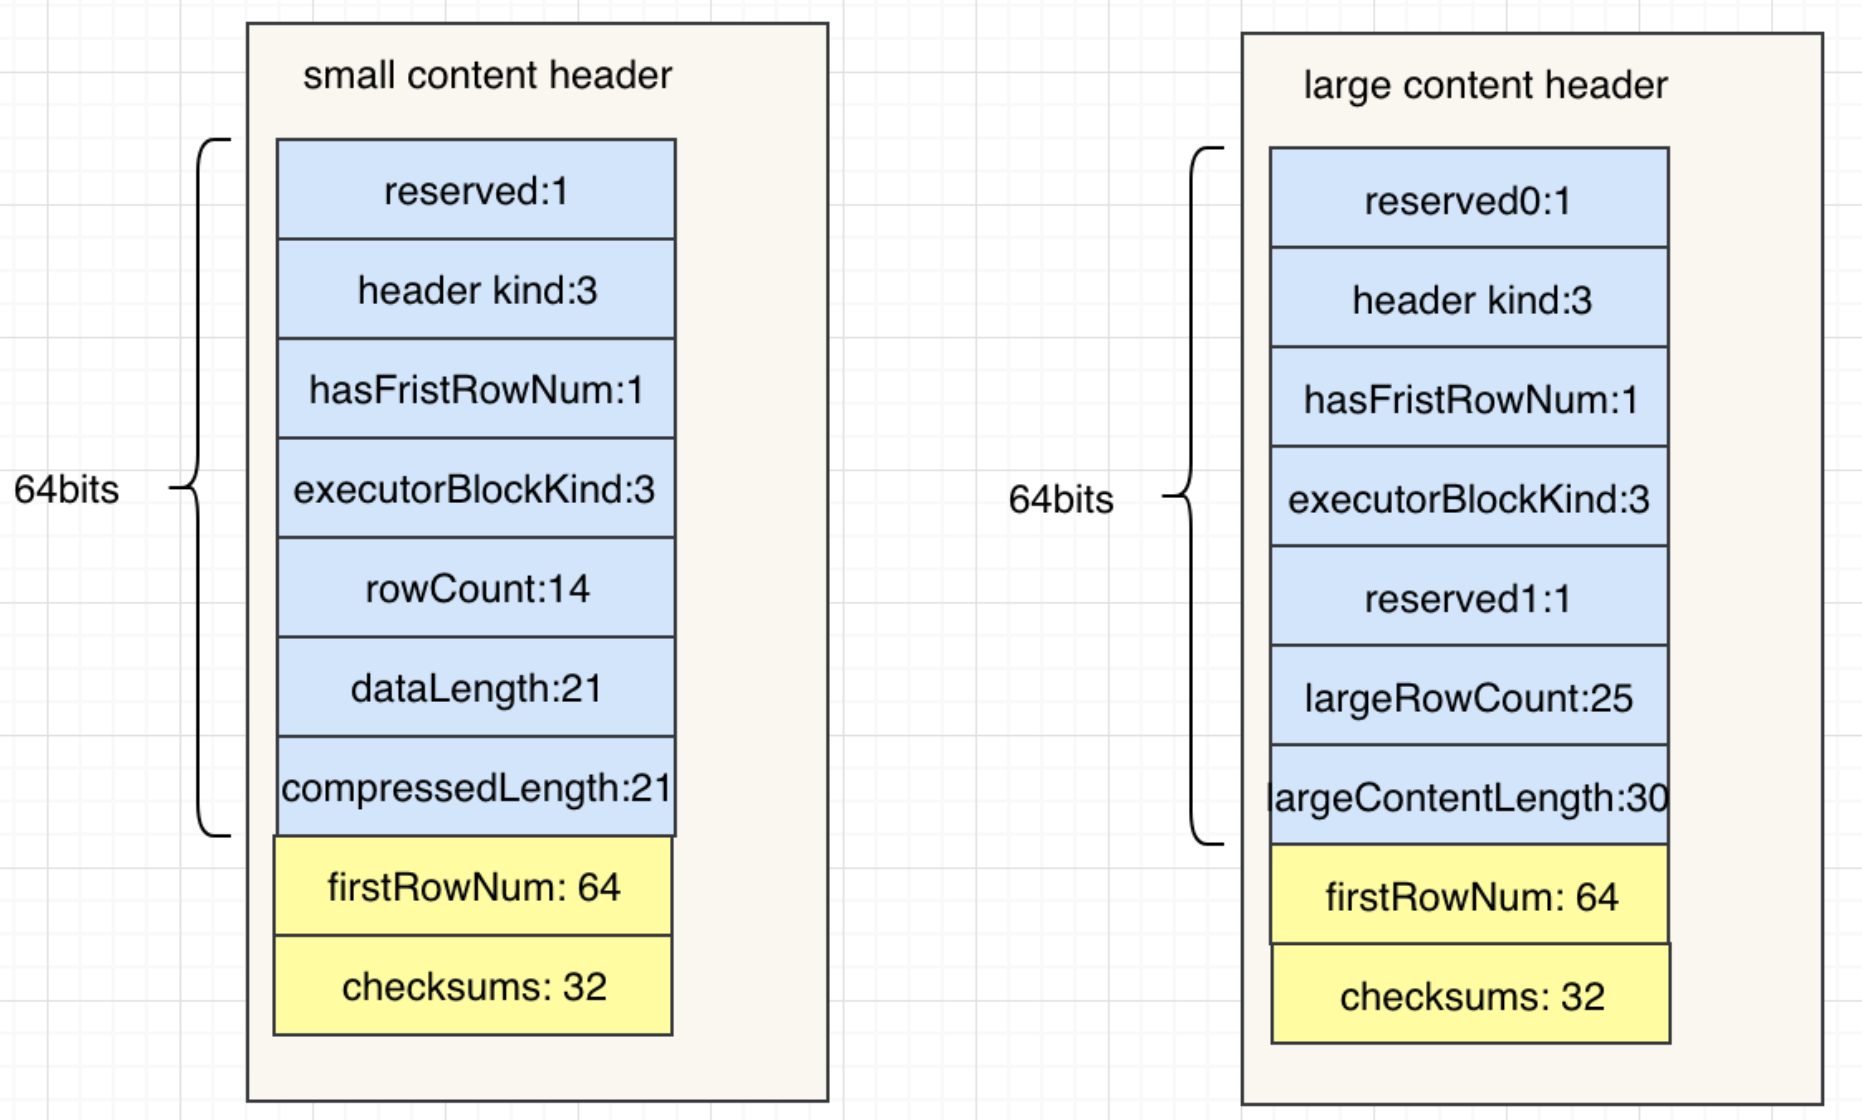 small content header
reserved:1
header kind:3
hasFristRowNum:1
executorBlockKind:3
rowCount:14
dataLength:21
compressedLength:21
firstRowNum: 64
checksums: 32
64bits
large content header
reserved0:1
header kind:3
hasFristRowNum:1
executorBlockKind:3
reserved1:1
largeRowCount:25
largeContentLength:30
firstRowNum: 64
checksums: 32
64bits